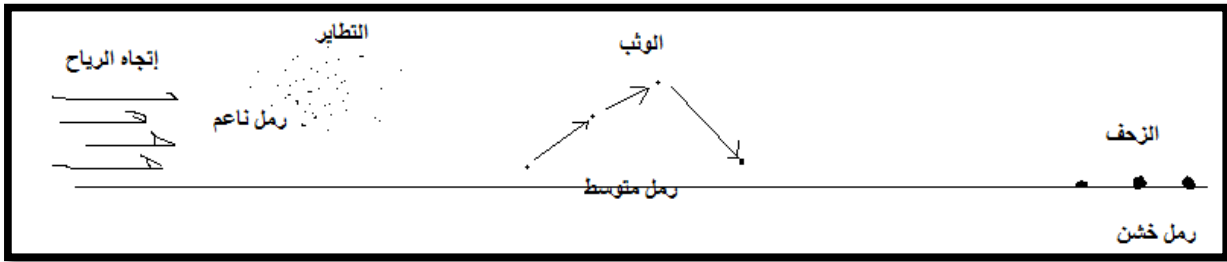 إتجاه الرياح
التطاير
رمل ناعم
الوثب
رمل متوسط
الزحف
رمل خشن